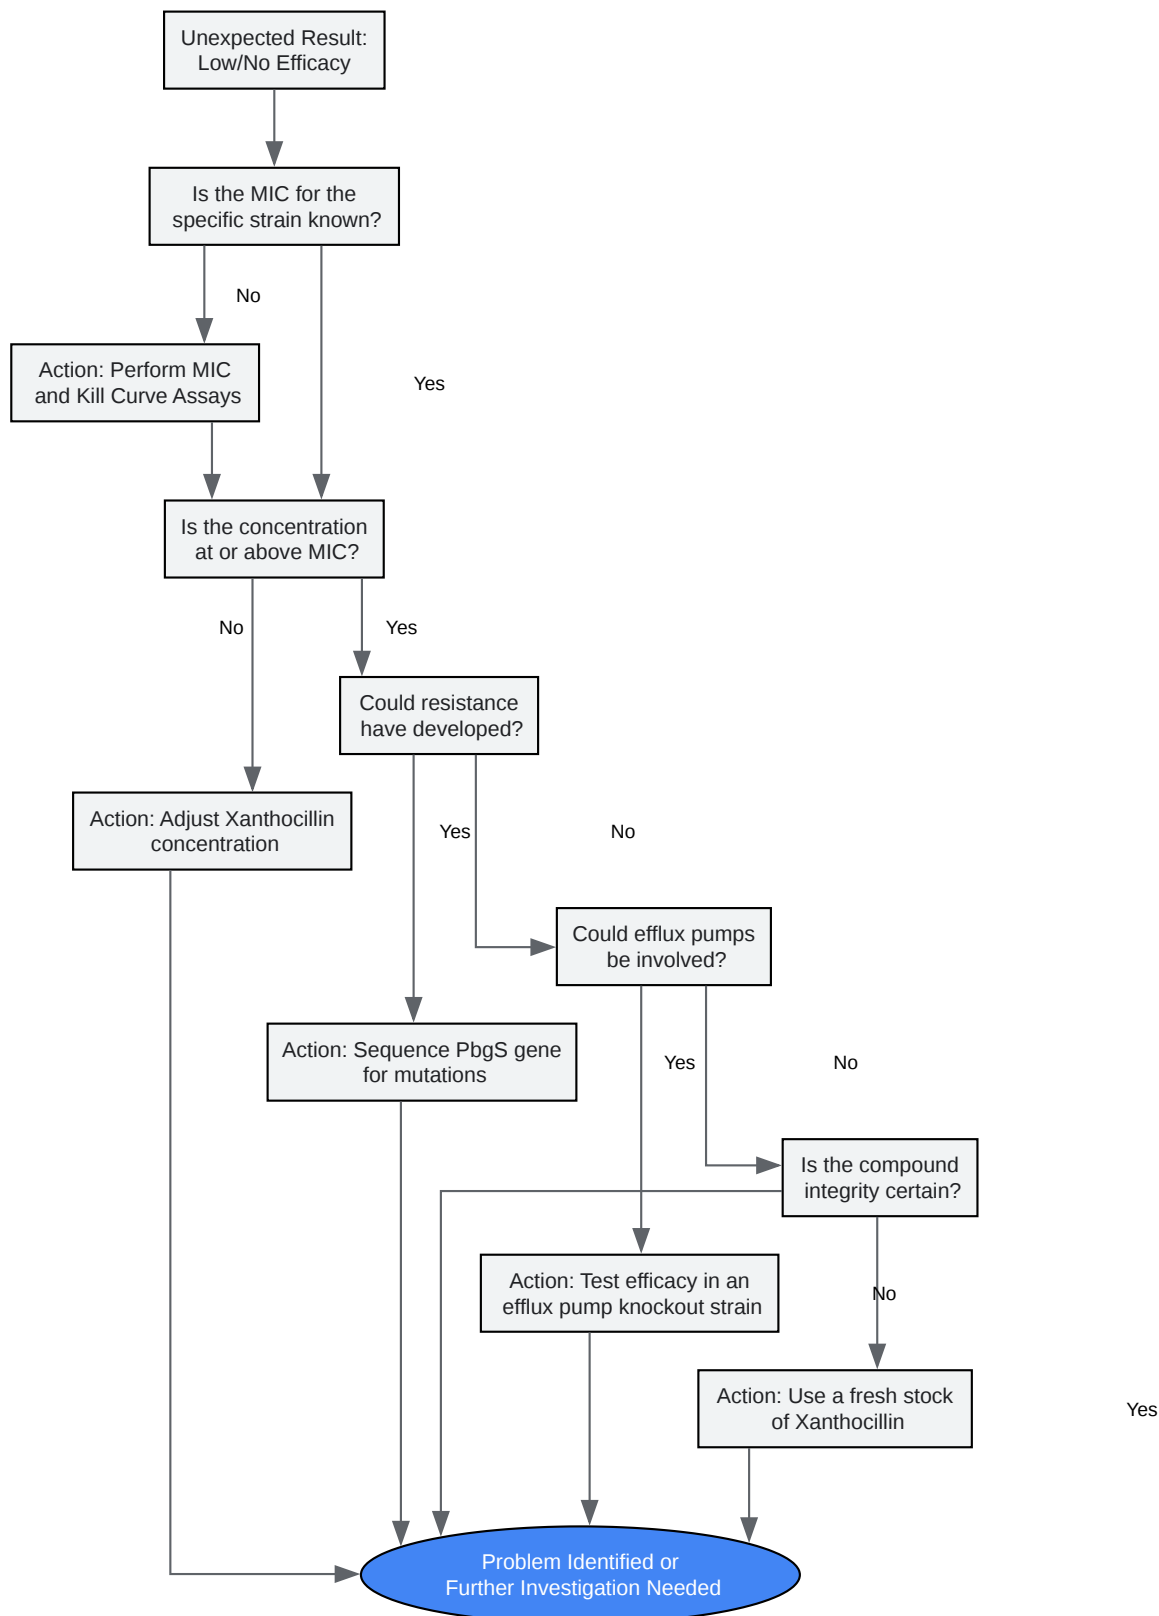 Unexpected Result:
Low/No Efficacy
Is the MIC for the
specific strain known?
No
Action: Perform MIC
and Kill Curve Assays
Yes
Is the concentration
at or above MIC?
No
Yes
Could resistance
have developed?
Action: Adjust Xanthocillin
concentration
Yes
No
Could efflux pumps
be involved?
Action: Sequence PbgS gene
for mutations
Yes
No
Is the compound
integrity certain?
Action: Test efficacy in an
efflux pump knockout strain
No
Action: Use a fresh stock
of Xanthocillin
Yes
Problem Identified or
Further Investigation Needed